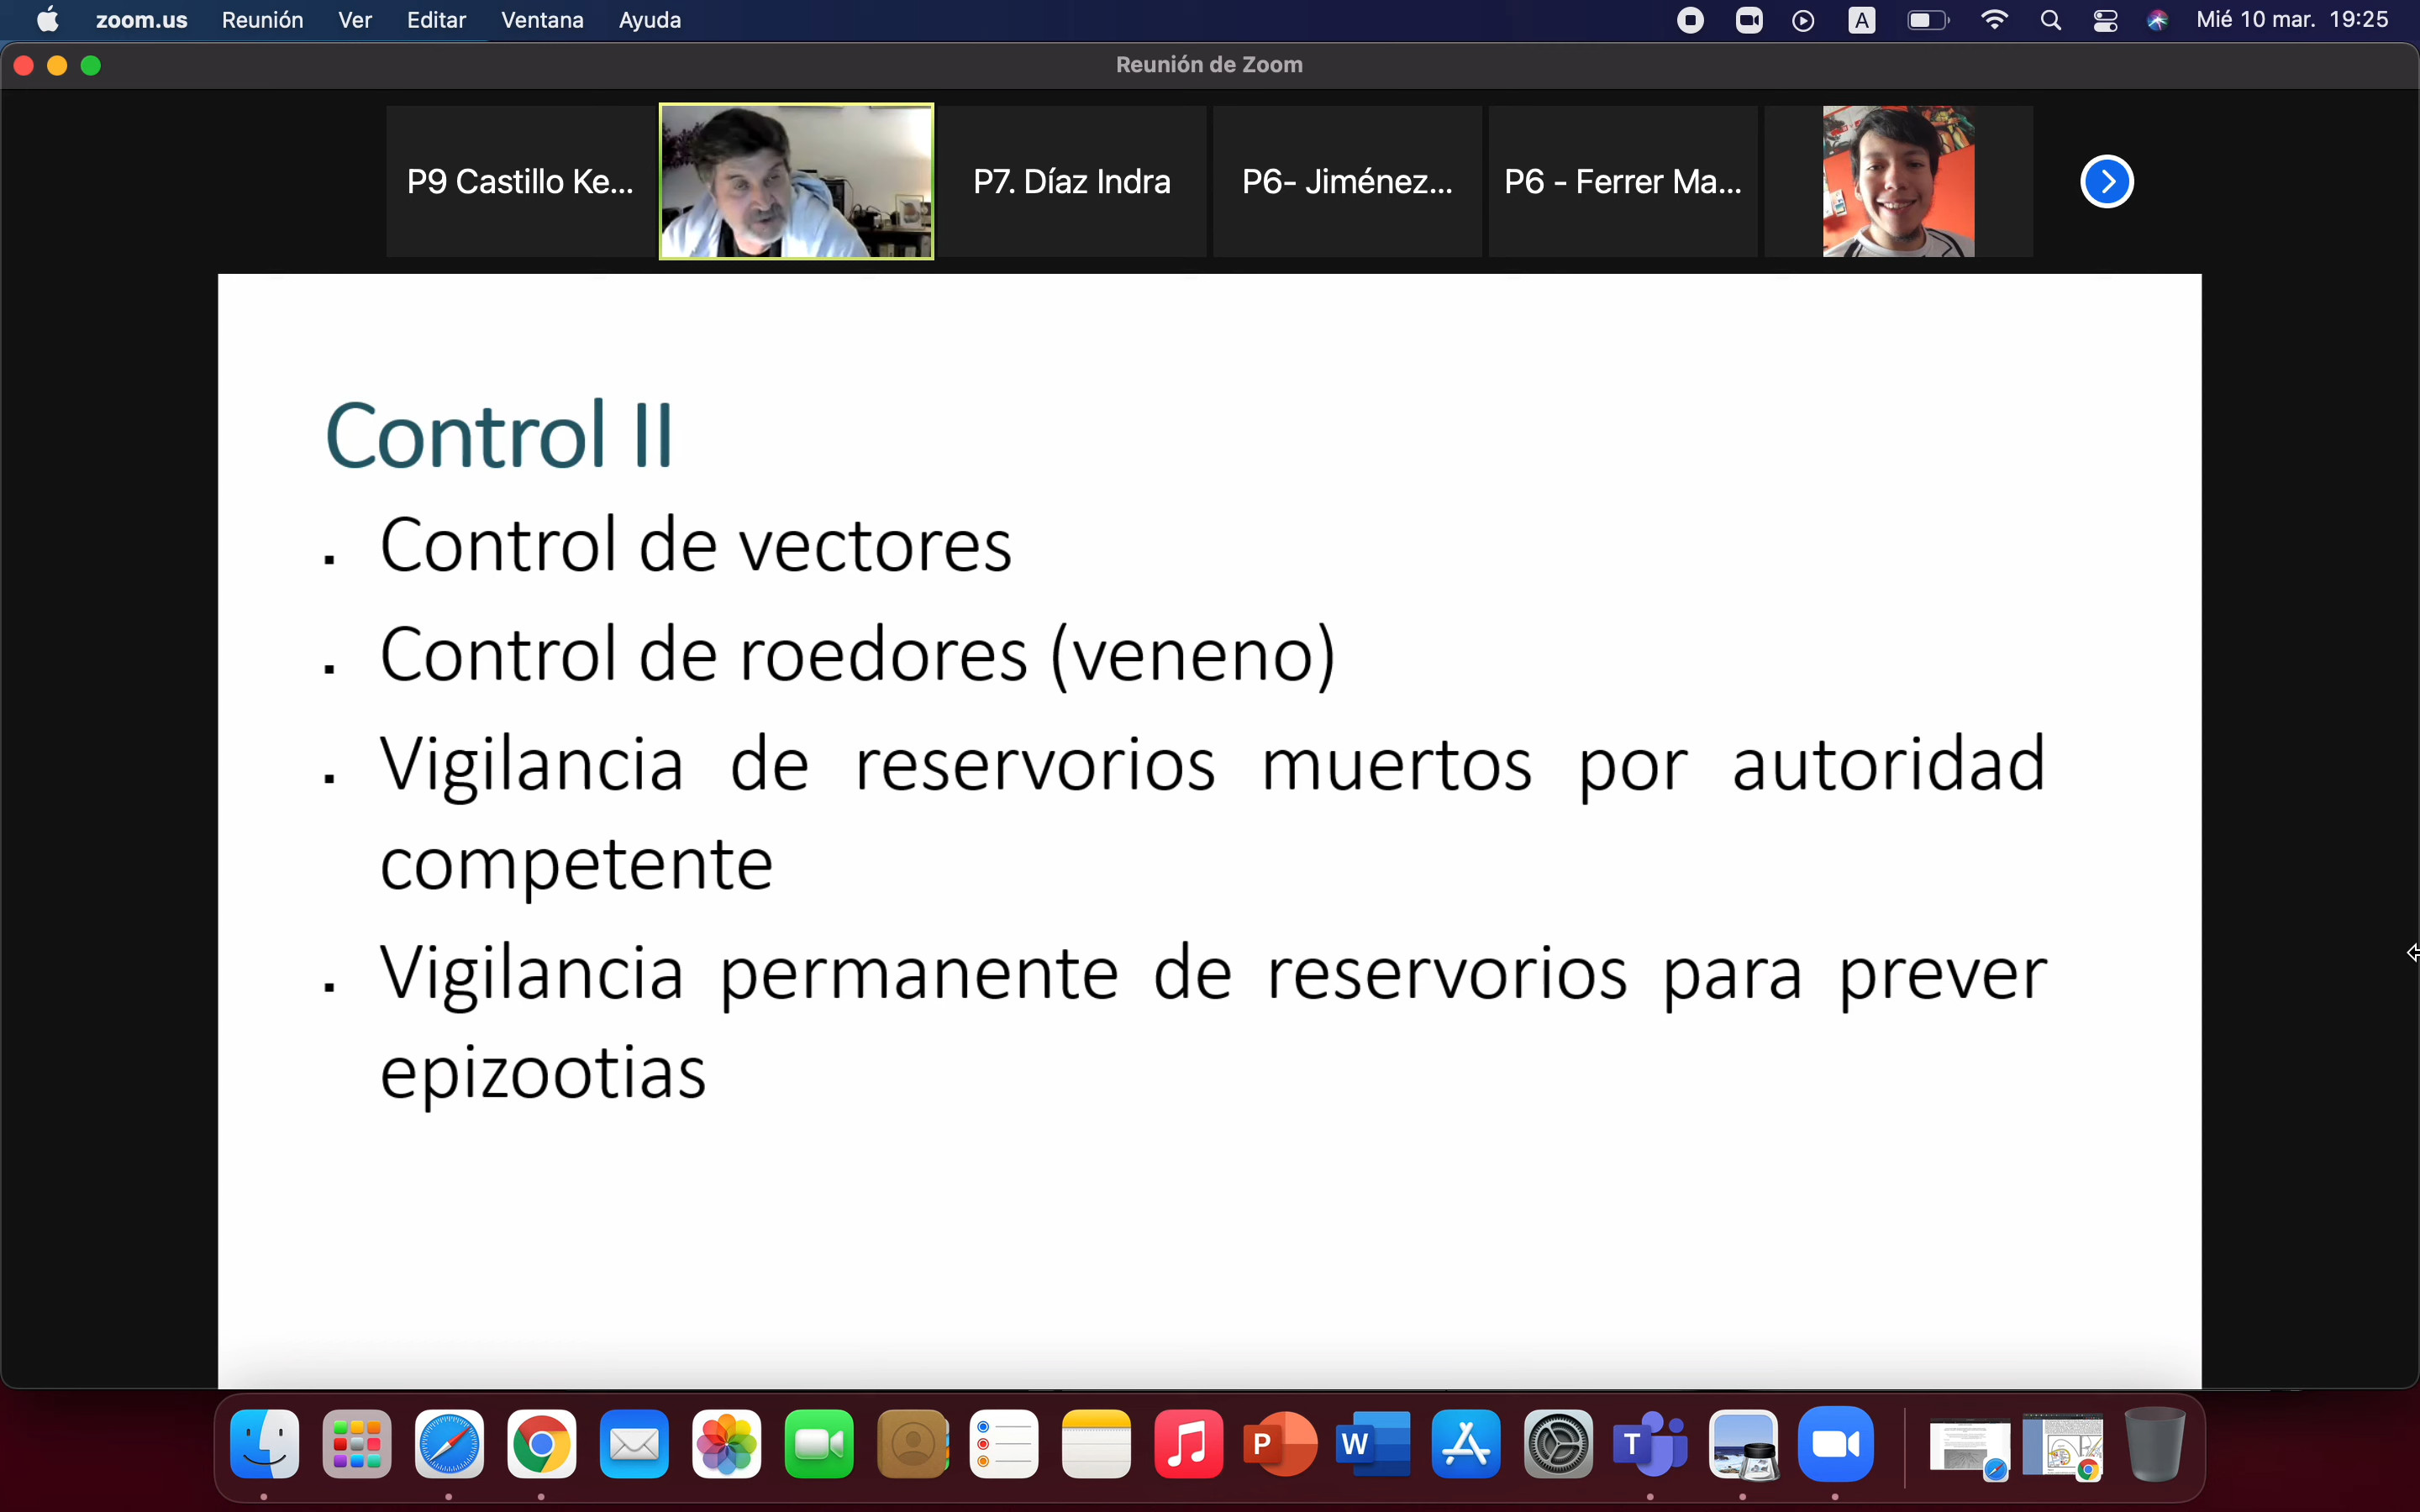 zoom.us Reunión Ver Editar Ventana Ayuda
A
Mié 10 mar. 19:25
Reunión de Zoom
P9 Castillo Ke...
P7. Díaz Indra
P6- Jiménez...
P6 - Ferrer Ma...
Control II
▪ Control de vectores
▪ Control de roedores (veneno)
▪ Vigilancia de reservorios muertos por autoridad
competente
▪ Vigilancia permanente de reservorios para prever
epizootias
P
W
T